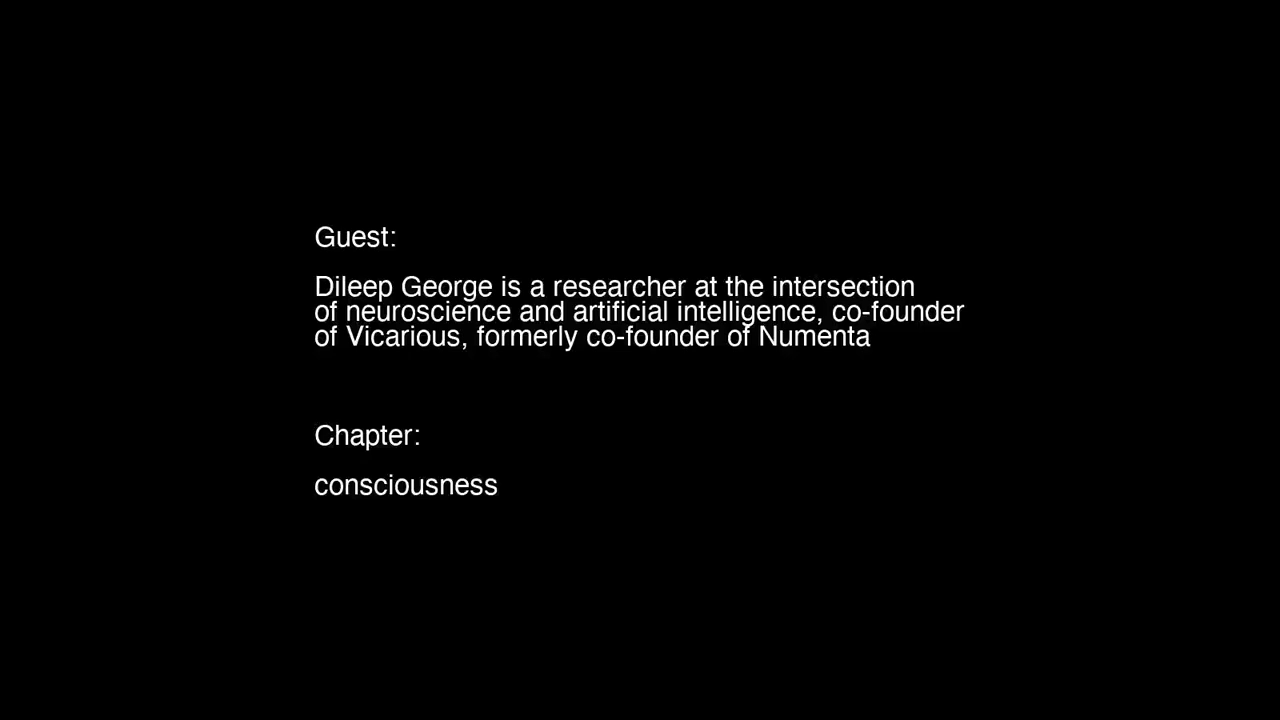 Guest:
Dileep George is a researcher at the intersection
of neuroscience and artificial intelligence, co-founder
of Vicarious, formerly co-founder of Numenta
Chapter:
consciousness